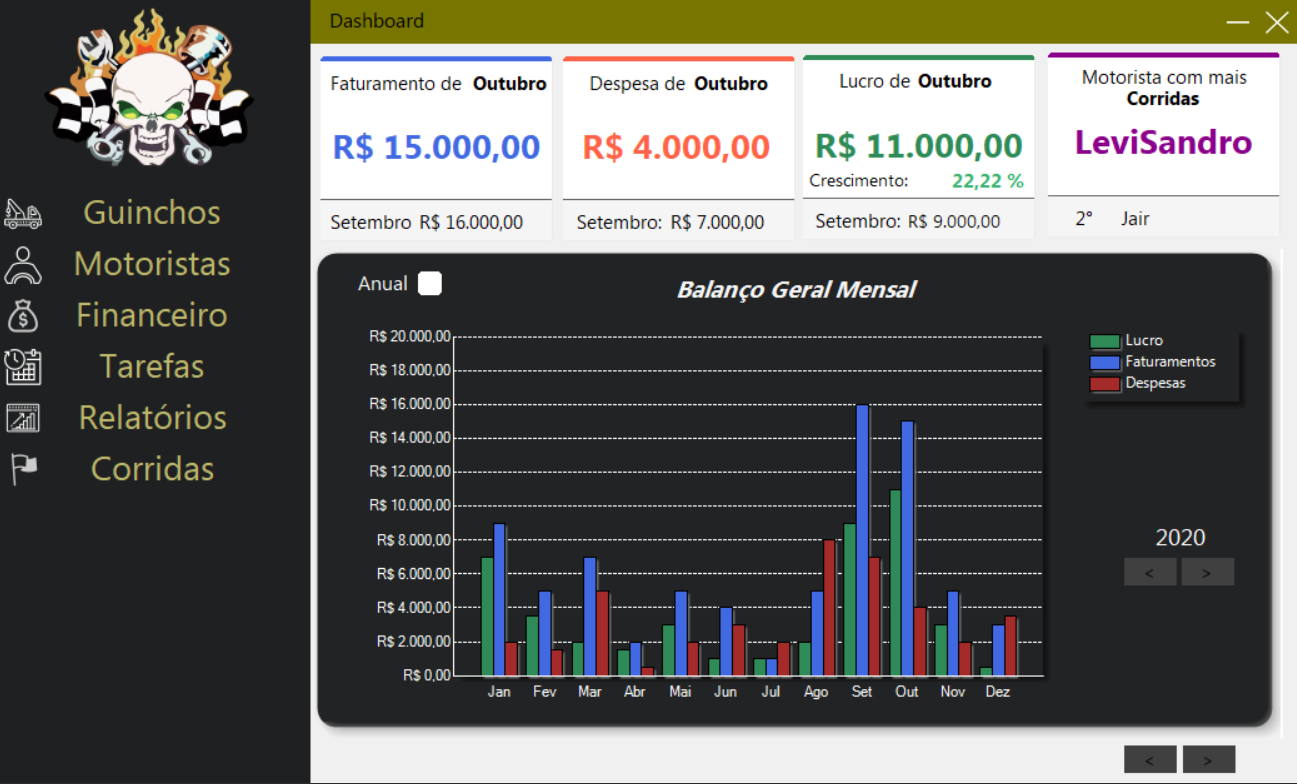 Dashboard
Guinchos
Motoristas
Financeiro
Tarefas
Relatórios
Corridas
Faturamento de Outubro
R$ 15.000,00
Setembro R$ 16.000,00
Despesa de Outubro
R$ 4.000,00
Setembro: R$ 7.000,00
Lucro de Outubro
R$ 11.000,00
Crescimento: 22,22 %
Setembro: R$ 9.000,00
Motorista com mais
Corridas
LeviSandro
2° Jair
Anual
Balanço Geral Mensal
R$ 20.000,00
R$ 18.000,00
R$ 16.000,00
R$ 14.000,00
R$ 12.000,00
R$ 10.000,00
R$ 8.000,00
R$ 6.000,00
R$ 4.000,00
R$ 2.000,00
R$ 0,00
Jan Fev Mar Abr Mai Jun Jul Ago Set Out Nov Dez
Lucro
Faturamentos
Despesas
2020
< >
< >